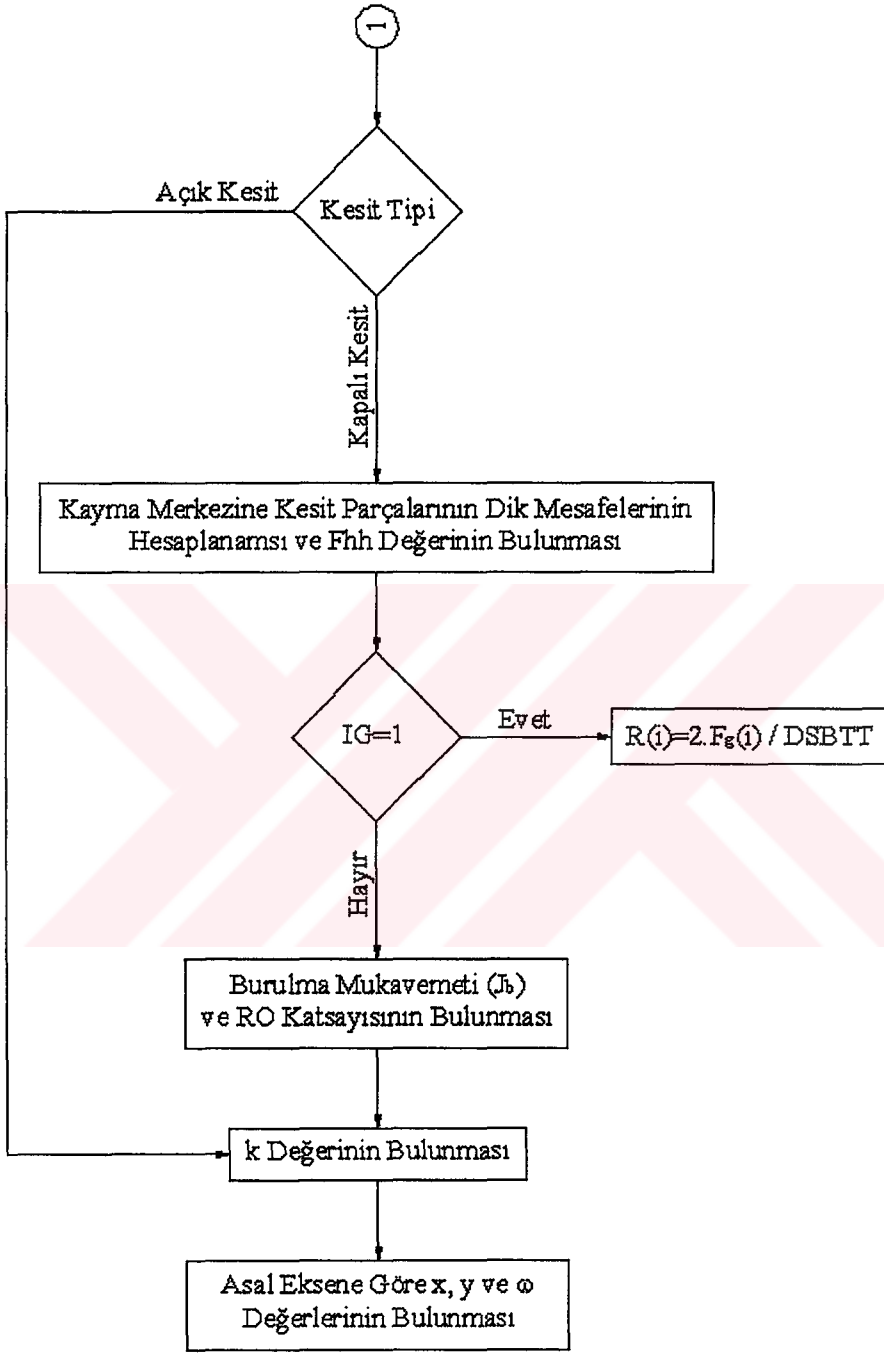 1
Kesit Tipi
Açık Kesit
Kapalı Kesit
Kayma Merkezine Kesit Parçalarının Dik Mesafelerinin
Hesaplanamsı ve Fhh Değerinin Bulunması
IG=1
Evet
R(i)=2.Fg(i) / DSBTT
Hayır
Burulma Mukavemeti (Jb)
ve RO Katsayısının Bulunması
k Değerinin Bulunması
Asal Eksene Göre x, y ve ω
Değerlerinin Bulunması